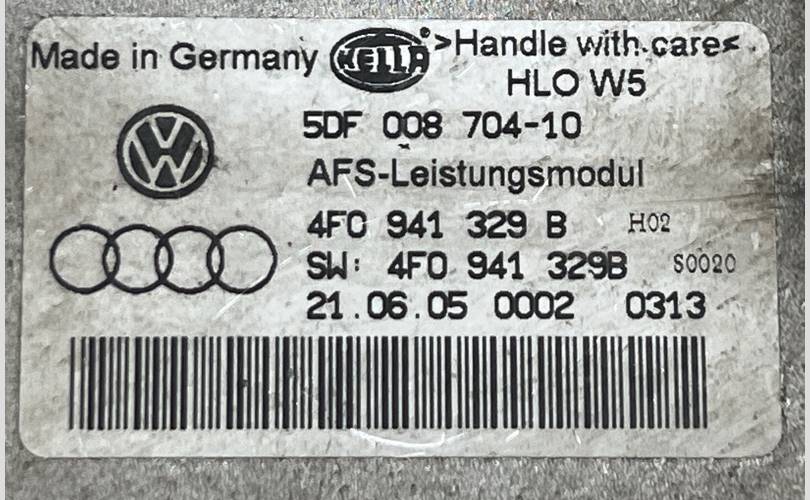 Made in Germany HELLA >Handle with care<
HLO W5
5DF 008 704-10
AFS-Leistungsmodul
4F0 941 329 B H02
SW: 4F0 941 329B S0020
21.06.05 0002 0313